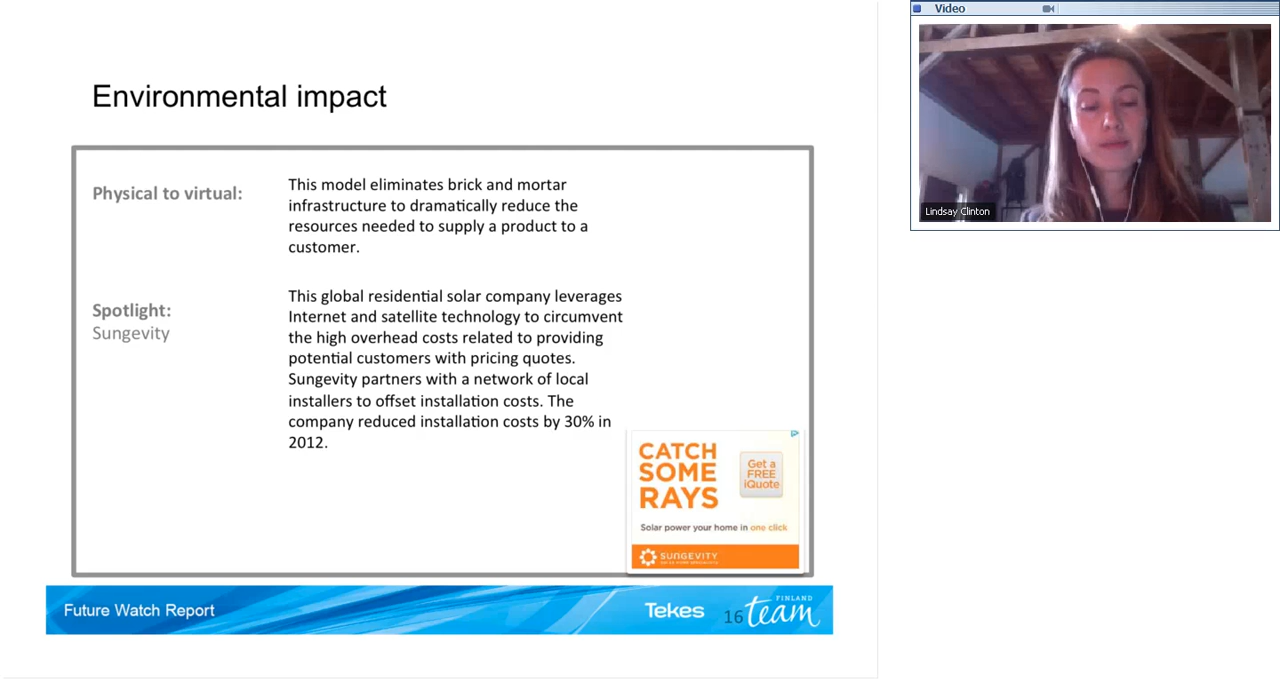 Environmental impact
Physical to virtual:
This model eliminates brick and mortar
infrastructure to dramatically reduce the
resources needed to supply a product to a
customer.
Spotlight:
Sungevity
This global residential solar company leverages
Internet and satellite technology to circumvent
the high overhead costs related to providing
potential customers with pricing quotes.
Sungevity partners with a network of local
installers to offset installation costs. The
company reduced installation costs by 30% in
2012.
CATCH
SOME
RAYS
Get a
FREE
iQuote
Solar power your home in one click
SUNGEVITY
Future Watch Report
Tekes
16
FINLAND
team
Video
Lindsay Clinton